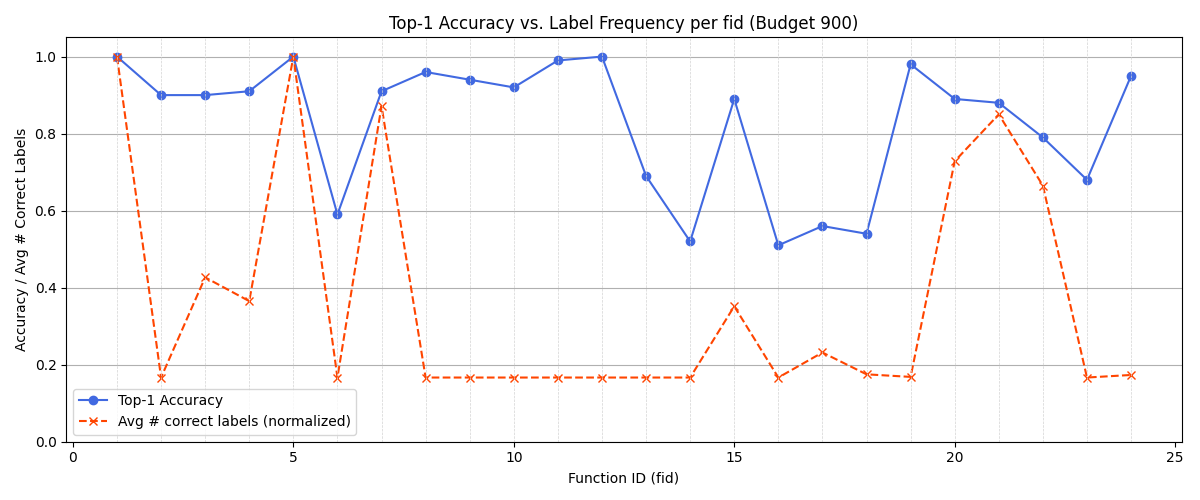 Top-1 Accuracy vs. Label Frequency per fid (Budget 900)
Accuracy / Avg # Correct Labels
1.0
0.8
0.6
0.4
0.2
0.0
Top-1 Accuracy
Avg # correct labels (normalized)
0 5 10 15 20 25
Function ID (fid)